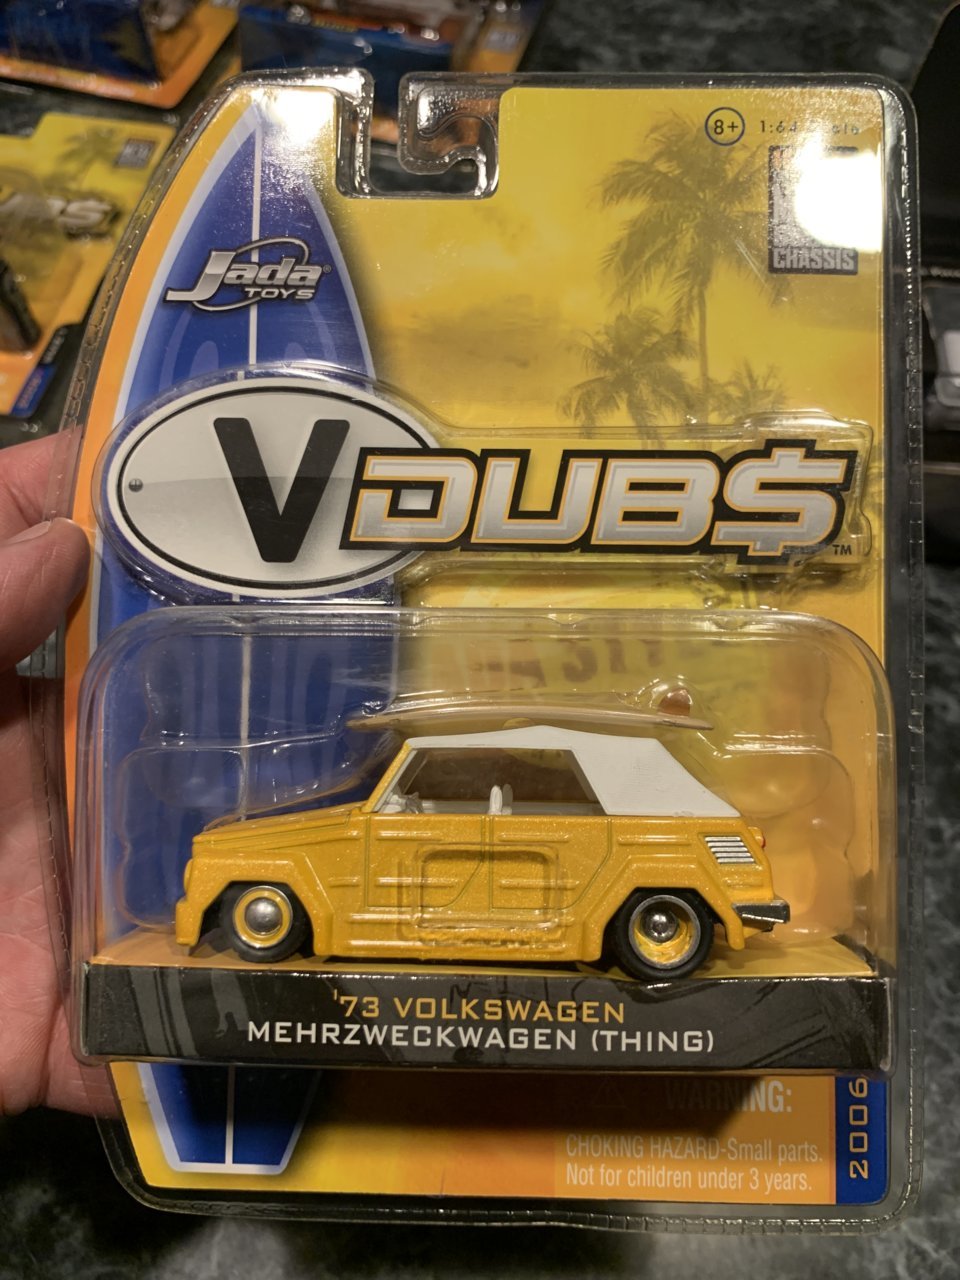 8+
1:64
CHASSIS
Jada®
TOYS
V DUB$™
'73 VOLKSWAGEN
MEHRZWECKWAGEN (THING)
WARNING:
CHOKING HAZARD-Small parts.
Not for children under 3 years.
2006